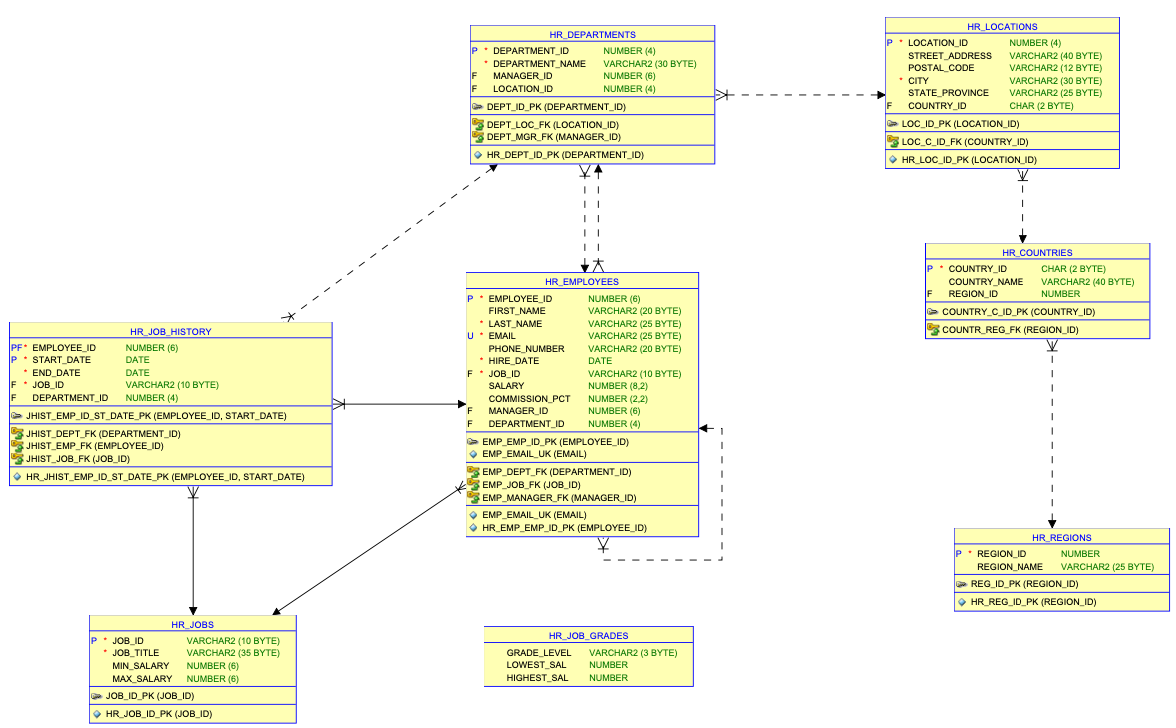 HR_DEPARTMENTS
P * DEPARTMENT_ID NUMBER (4)
* DEPARTMENT_NAME VARCHAR2 (30 BYTE)
F MANAGER_ID NUMBER (6)
F LOCATION_ID NUMBER (4)
DEPT_ID_PK (DEPARTMENT_ID)
DEPT_LOC_FK (LOCATION_ID)
DEPT_MGR_FK (MANAGER_ID)
HR_DEPT_ID_PK (DEPARTMENT_ID)
HR_LOCATIONS
P * LOCATION_ID NUMBER (4)
STREET_ADDRESS VARCHAR2 (40 BYTE)
POSTAL_CODE VARCHAR2 (12 BYTE)
* CITY VARCHAR2 (30 BYTE)
STATE_PROVINCE VARCHAR2 (25 BYTE)
F COUNTRY_ID CHAR (2 BYTE)
LOC_ID_PK (LOCATION_ID)
LOC_C_ID_FK (COUNTRY_ID)
HR_LOC_ID_PK (LOCATION_ID)
HR_COUNTRIES
P * COUNTRY_ID CHAR (2 BYTE)
COUNTRY_NAME VARCHAR2 (40 BYTE)
F REGION_ID NUMBER
COUNTRY_C_ID_PK (COUNTRY_ID)
COUNTR_REG_FK (REGION_ID)
HR_EMPLOYEES
P * EMPLOYEE_ID NUMBER (6)
FIRST_NAME VARCHAR2 (20 BYTE)
* LAST_NAME VARCHAR2 (25 BYTE)
U * EMAIL VARCHAR2 (25 BYTE)
PHONE_NUMBER VARCHAR2 (20 BYTE)
* HIRE_DATE DATE
F * JOB_ID VARCHAR2 (10 BYTE)
SALARY NUMBER (8,2)
COMMISSION_PCT NUMBER (2,2)
F MANAGER_ID NUMBER (6)
F DEPARTMENT_ID NUMBER (4)
EMP_EMP_ID_PK (EMPLOYEE_ID)
EMP_EMAIL_UK (EMAIL)
EMP_DEPT_FK (DEPARTMENT_ID)
EMP_JOB_FK (JOB_ID)
EMP_MANAGER_FK (MANAGER_ID)
EMP_EMAIL_UK (EMAIL)
HR_EMP_EMP_ID_PK (EMPLOYEE_ID)
HR_JOB_HISTORY
PF * EMPLOYEE_ID NUMBER (6)
P * START_DATE DATE
* END_DATE DATE
F * JOB_ID VARCHAR2 (10 BYTE)
F DEPARTMENT_ID NUMBER (4)
JHIST_EMP_ID_ST_DATE_PK (EMPLOYEE_ID, START_DATE)
JHIST_DEPT_FK (DEPARTMENT_ID)
JHIST_EMP_FK (EMPLOYEE_ID)
JHIST_JOB_FK (JOB_ID)
HR_JHIST_EMP_ID_ST_DATE_PK (EMPLOYEE_ID, START_DATE)
HR_REGIONS
P * REGION_ID NUMBER
REGION_NAME VARCHAR2 (25 BYTE)
REG_ID_PK (REGION_ID)
HR_REG_ID_PK (REGION_ID)
HR_JOBS
P * JOB_ID VARCHAR2 (10 BYTE)
* JOB_TITLE VARCHAR2 (35 BYTE)
MIN_SALARY NUMBER (6)
MAX_SALARY NUMBER (6)
JOB_ID_PK (JOB_ID)
HR_JOB_ID_PK (JOB_ID)
HR_JOB_GRADES
GRADE_LEVEL VARCHAR2 (3 BYTE)
LOWEST_SAL NUMBER
HIGHEST_SAL NUMBER